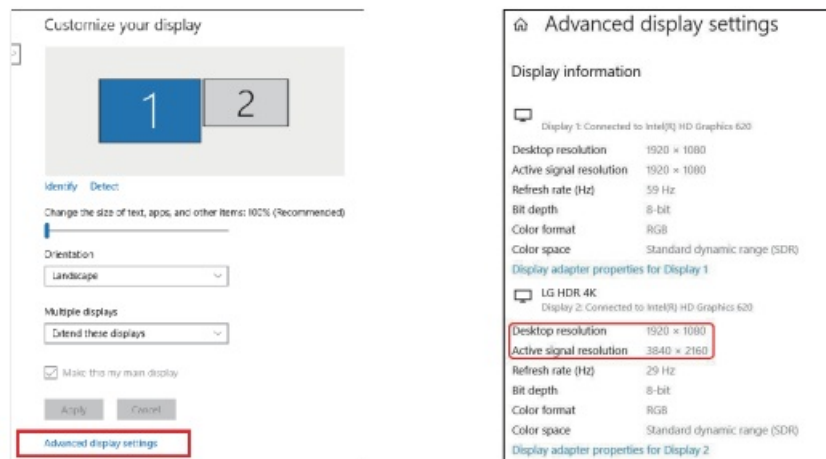 Customize your display
1
2
Identify Detect
Change the size of text, apps, and other items: 100% (Recommended)
Orientation
Landscape
Multiple displays
Extend these displays
Make this my main display
Apply Cancel
Advanced display settings
Advanced display settings
Display information
Display 1: Connected to Intel(R) HD Graphics 620
Desktop resolution 1920 × 1080
Active signal resolution 1920 × 1080
Refresh rate (Hz) 59 Hz
Bit depth 8-bit
Color format RGB
Color space Standard dynamic range (SDR)
Display adapter properties for Display 1
LG HDR 4K
Display 2: Connected to Intel(R) HD Graphics 620
Desktop resolution 1920 × 1080
Active signal resolution 3840 × 2160
Refresh rate (Hz) 29 Hz
Bit depth 8-bit
Color format RGB
Color space Standard dynamic range (SDR)
Display adapter properties for Display 2